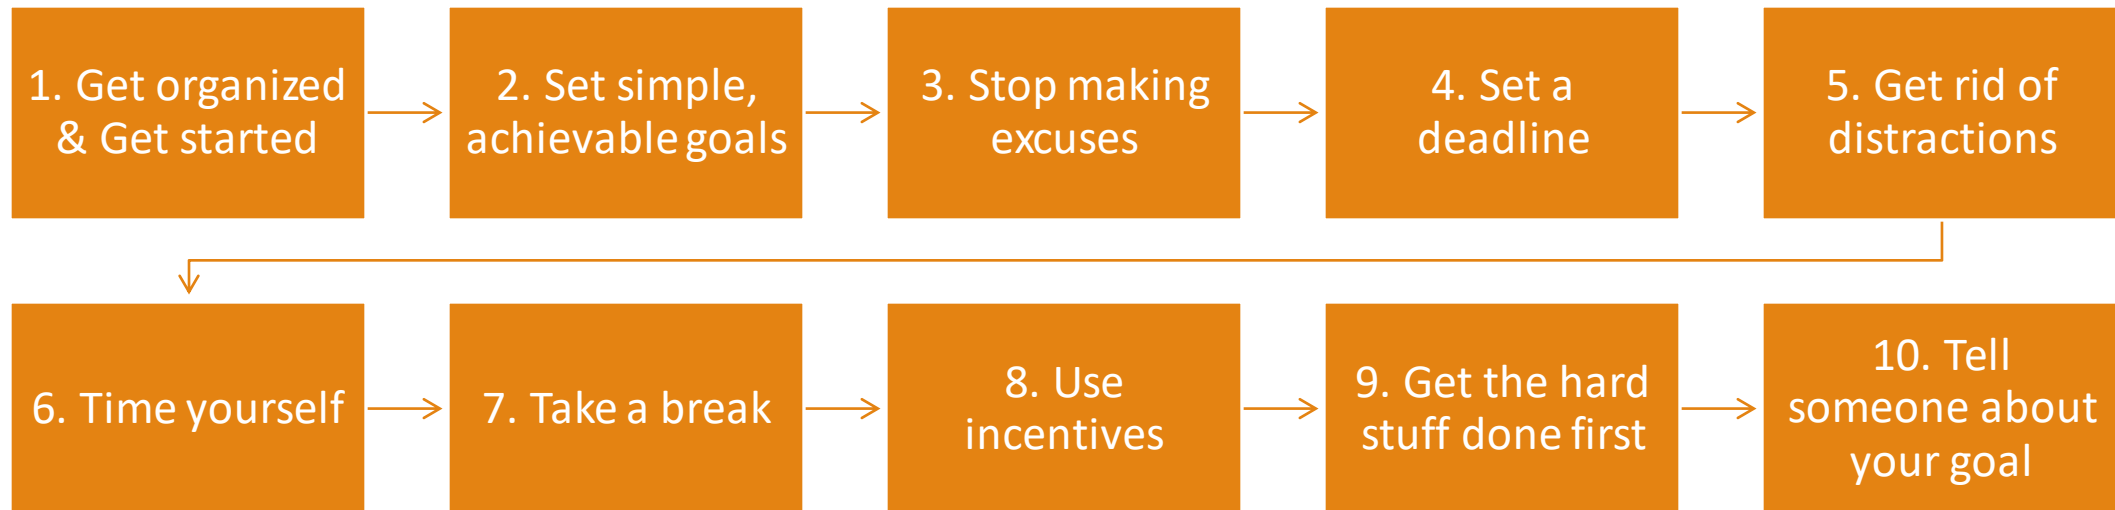 1. Get organized
& Get started
2. Set simple,
achievable goals
3. Stop making
excuses
4. Set a
deadline
5. Get rid of
distractions
6. Time yourself
7. Take a break
8. Use
incentives
9. Get the hard
stuff done first
10. Tell
someone about
your goal